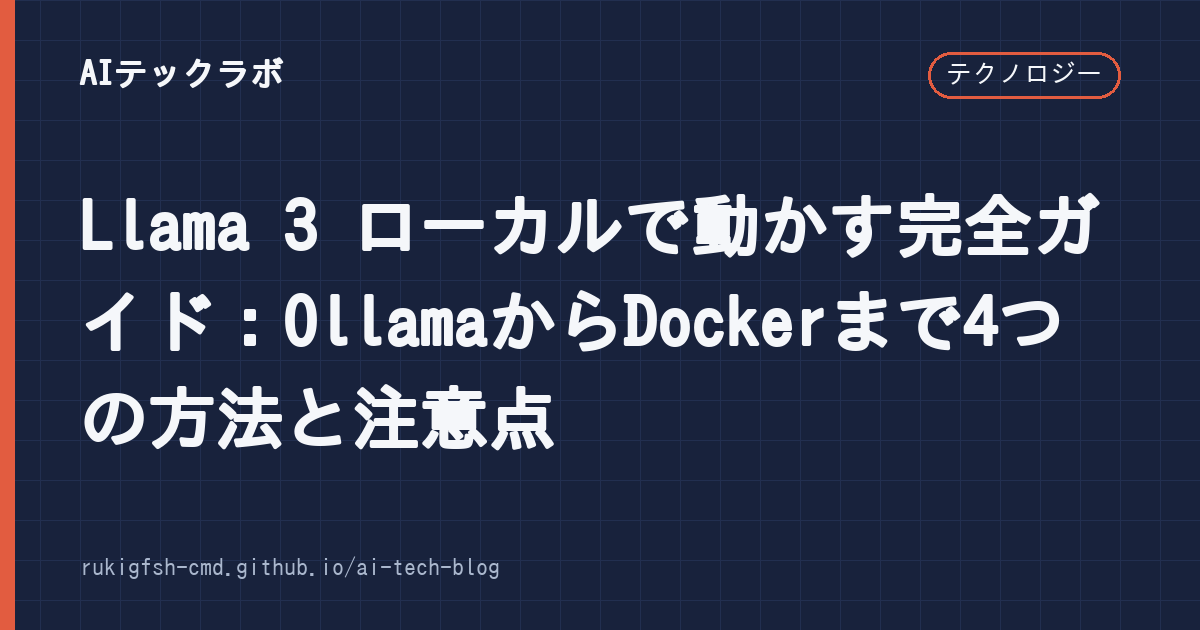 AIテックラボ
テクノロジー
Llama 3 ローカルで動かす完全ガ
イド：OllamaからDockerまで4つ
の方法と注意点
rukigfsh-cmd.github.io/ai-tech-blog